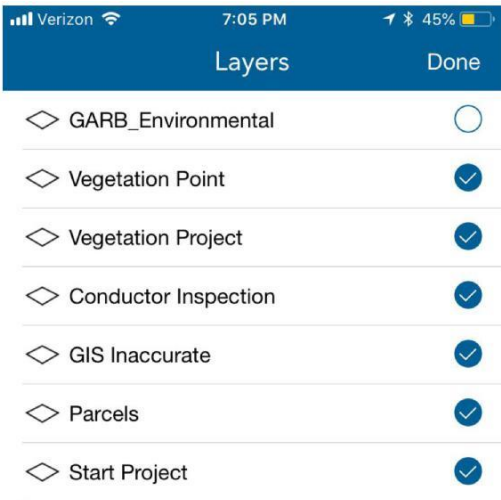 Verizon 7:05 PM 45%
Layers Done
GARB_Environmental
Vegetation Point
Vegetation Project
Conductor Inspection
GIS Inaccurate
Parcels
Start Project